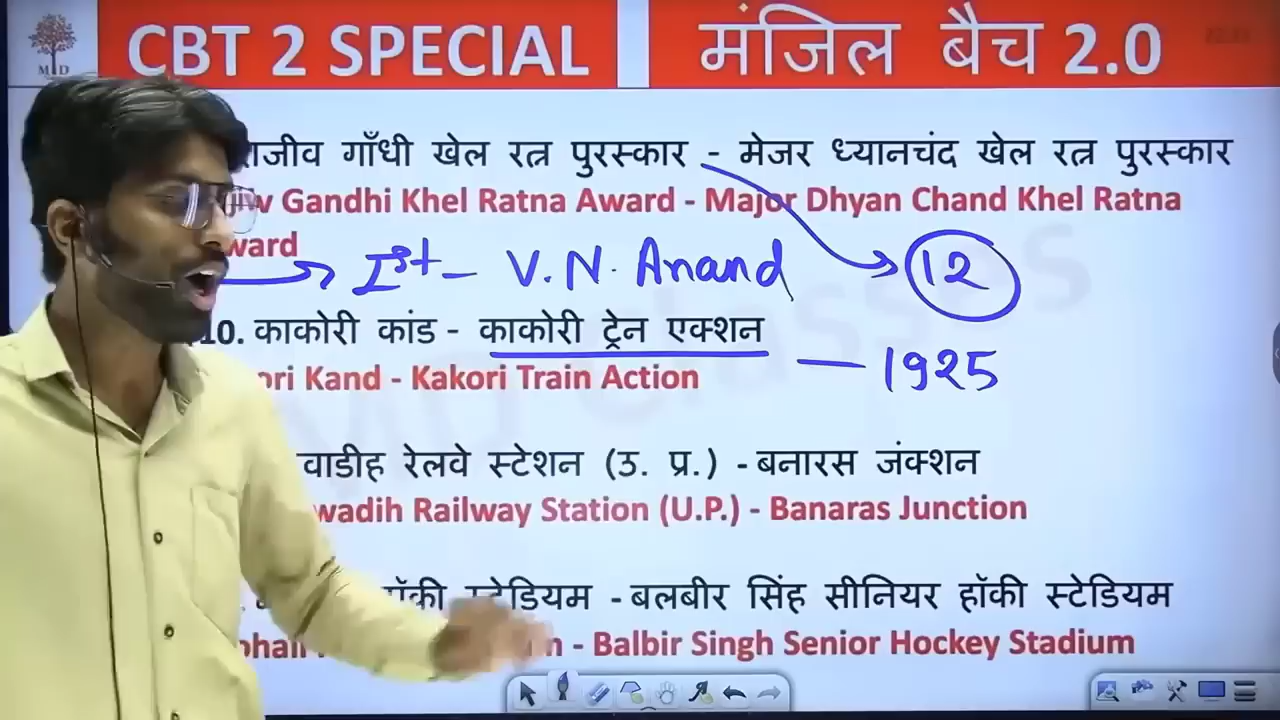 CBT 2 SPECIAL
मंजिल बैच 2.0
M D
राजीव गाँधी खेल रत्न पुरस्कार - मेजर ध्यानचंद खेल रत्न पुरस्कार
Gandhi Khel Ratna Award - Major Dhyan Chand Khel Ratna
ward
Ist - V.N. Anand
12
10. काकोरी कांड - काकोरी ट्रेन एक्शन
ori Kand - Kakori Train Action
1925
वाडीह रेलवे स्टेशन (उ. प्र.) - बनारस जंक्शन
wadih Railway Station (U.P.) - Banaras Junction
हॉकी स्टेडियम - बलबीर सिंह सीनियर हॉकी स्टेडियम
- Balbir Singh Senior Hockey Stadium